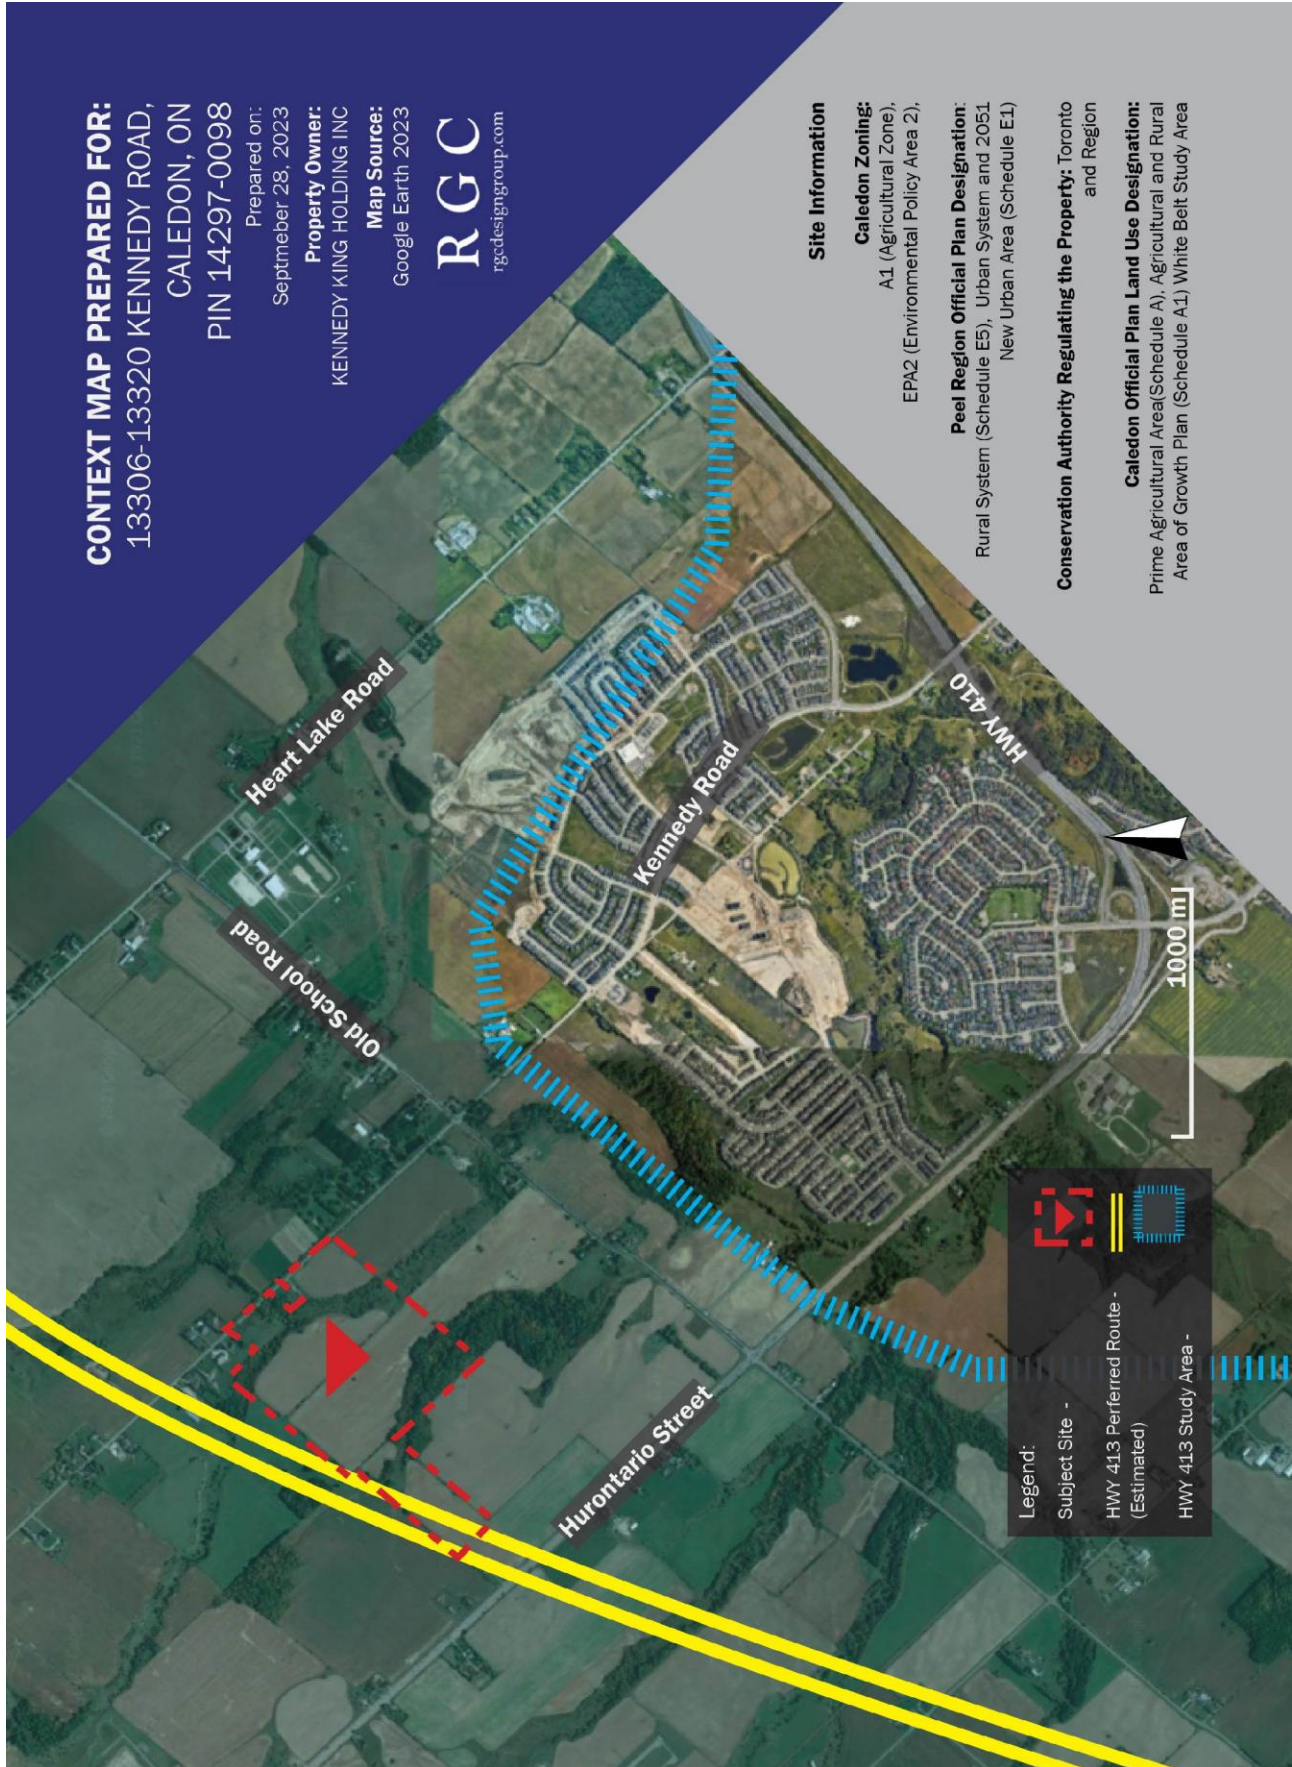 CONTEXT MAP PREPARED FOR:
13306-13320 KENNEDY ROAD,
CALEDON, ON
PIN 14297-0098
Prepared on:
Septmeber 28, 2023
Property Owner:
KENNEDY KING HOLDING INC
Map Source:
Google Earth 2023
RGC
rgcdesigngroup.com
Site Information
Caledon Zoning:
A1 (Agricultural Zone),
EPA2 (Environmental Policy Area 2),
Peel Region Official Plan Designation:
Rural System (Schedule E5), Urban System and 2051
New Urban Area (Schedule E1)
Conservation Authority Regulating the Property: Toronto
and Region
Caledon Official Plan Land Use Designation:
Prime Agricultural Area(Schedule A), Agricultural and Rural
Area of Growth Plan (Schedule A1) White Belt Study Area
Heart Lake Road
Old School Road
Kennedy Road
HWY 410
Hurontario Street
1000 m
Legend:
Subject Site -
HWY 413 Perferred Route -
(Estimated)
HWY 413 Study Area -